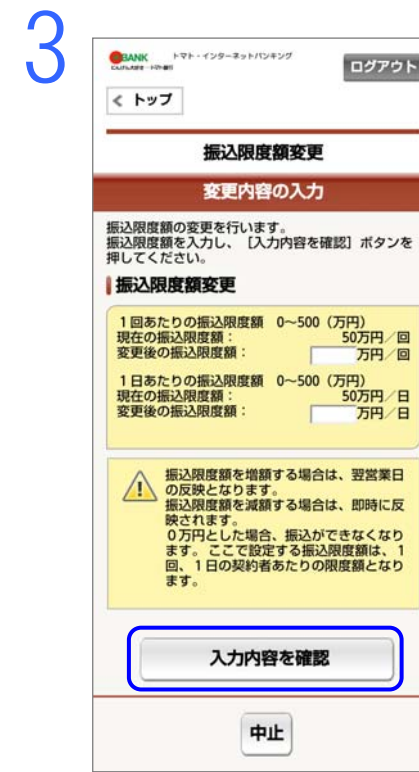 3
BANK トマト・インターネットバンキング
ログアウト
< トップ
振込限度額変更
変更内容の入力
振込限度額の変更を行います。
振込限度額を入力し、［入力内容を確認］ボタンを
押してください。
振込限度額変更
１回あたりの振込限度額 0～500（万円）
現在の振込限度額： 50万円／回
変更後の振込限度額： 万円／回
１日あたりの振込限度額 0～500（万円）
現在の振込限度額： 50万円／日
変更後の振込限度額： 万円／日
振込限度額を増額する場合は、翌営業日
の反映となります。
振込限度額を減額する場合は、即時に反
映されます。
０万円とした場合、振込ができなくなり
ます。ここで設定する振込限度額は、１
回、１日の契約者あたりの限度額となり
ます。
入力内容を確認
中止